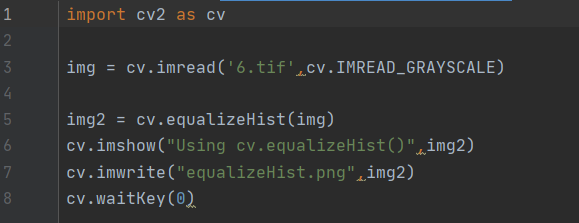 1 import cv2 as cv
2
3 img = cv.imread('6.tif',cv.IMREAD_GRAYSCALE)
4
5 img2 = cv.equalizeHist(img)
6 cv.imshow("Using cv.equalizeHist()",img2)
7 cv.imwrite("equalizeHist.png",img2)
8 cv.waitKey(0)